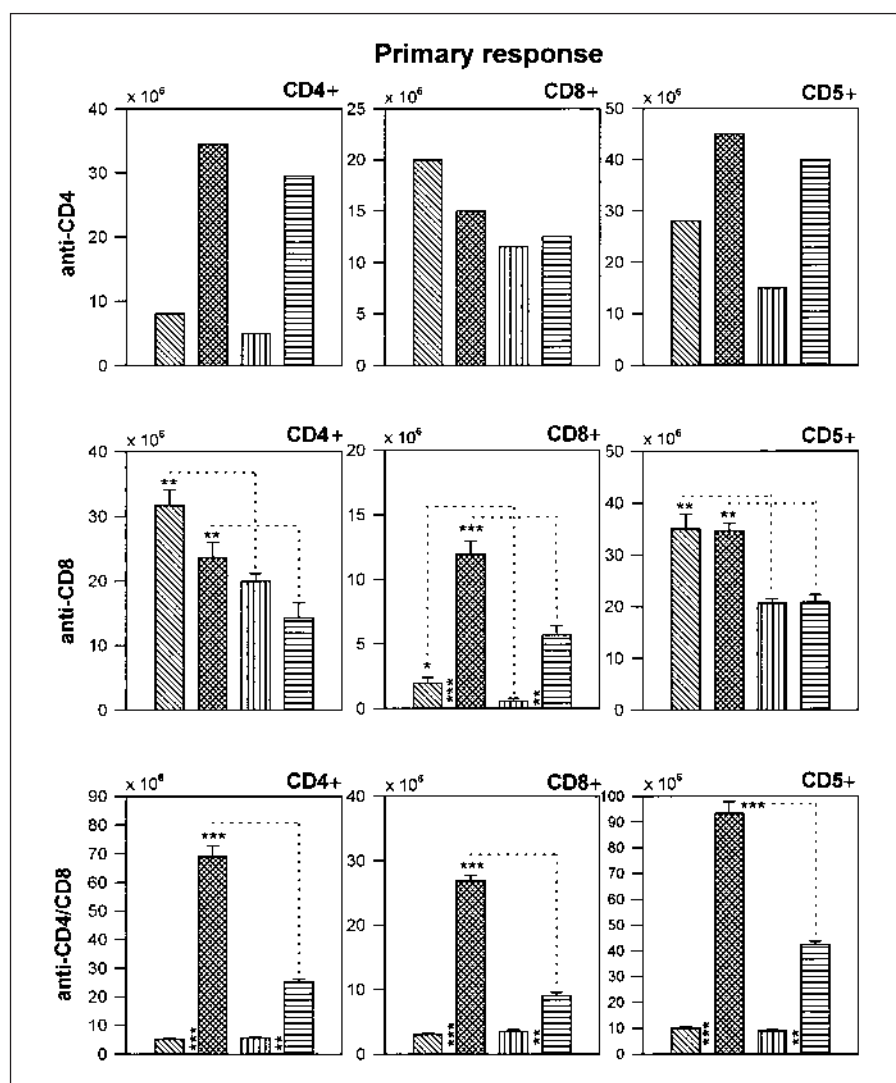 Primary response
x 10⁶ CD4+ x 10⁶ CD8+ x 10⁶ CD5+
anti-CD4
40 30 20 10 0
25 20 15 10 5 0
50 40 30 20 10 0
x 10⁶ CD4+ x 10⁶ CD8+ x 10⁶ CD5+
anti-CD8
40 30 20 10 0
** **
20 15 10 5 0
* *** *** **
50 40 30 20 10 0
** **
x 10⁶ CD4+ x 10⁶ CD8+ x 10⁶ CD5+
anti-CD4/CD8
90 80 70 60 50 40 30 20 10 0
*** *** **
40 30 20 10 0
*** *** **
100 90 80 70 60 50 40 30 20 10 0
*** *** **